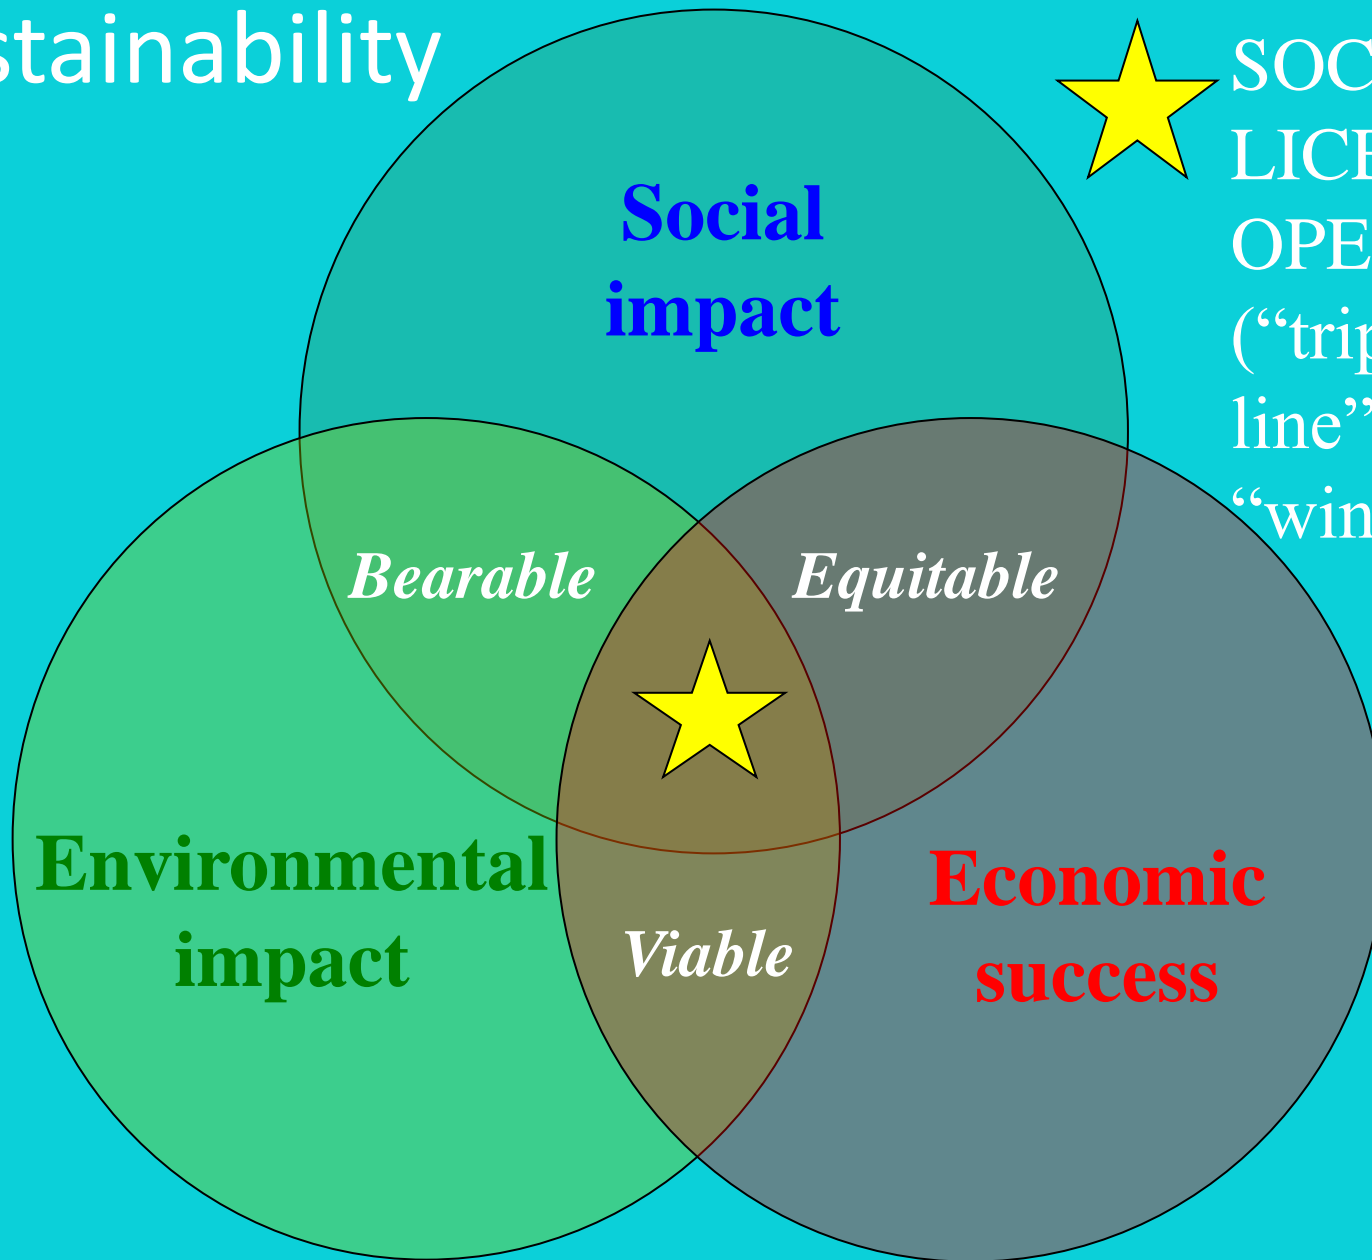 stainability
SOC
LICE
OPE
(“trip
line”
“win
Social
impact
Bearable
Equitable
Environmental
impact
Economic
success
Viable